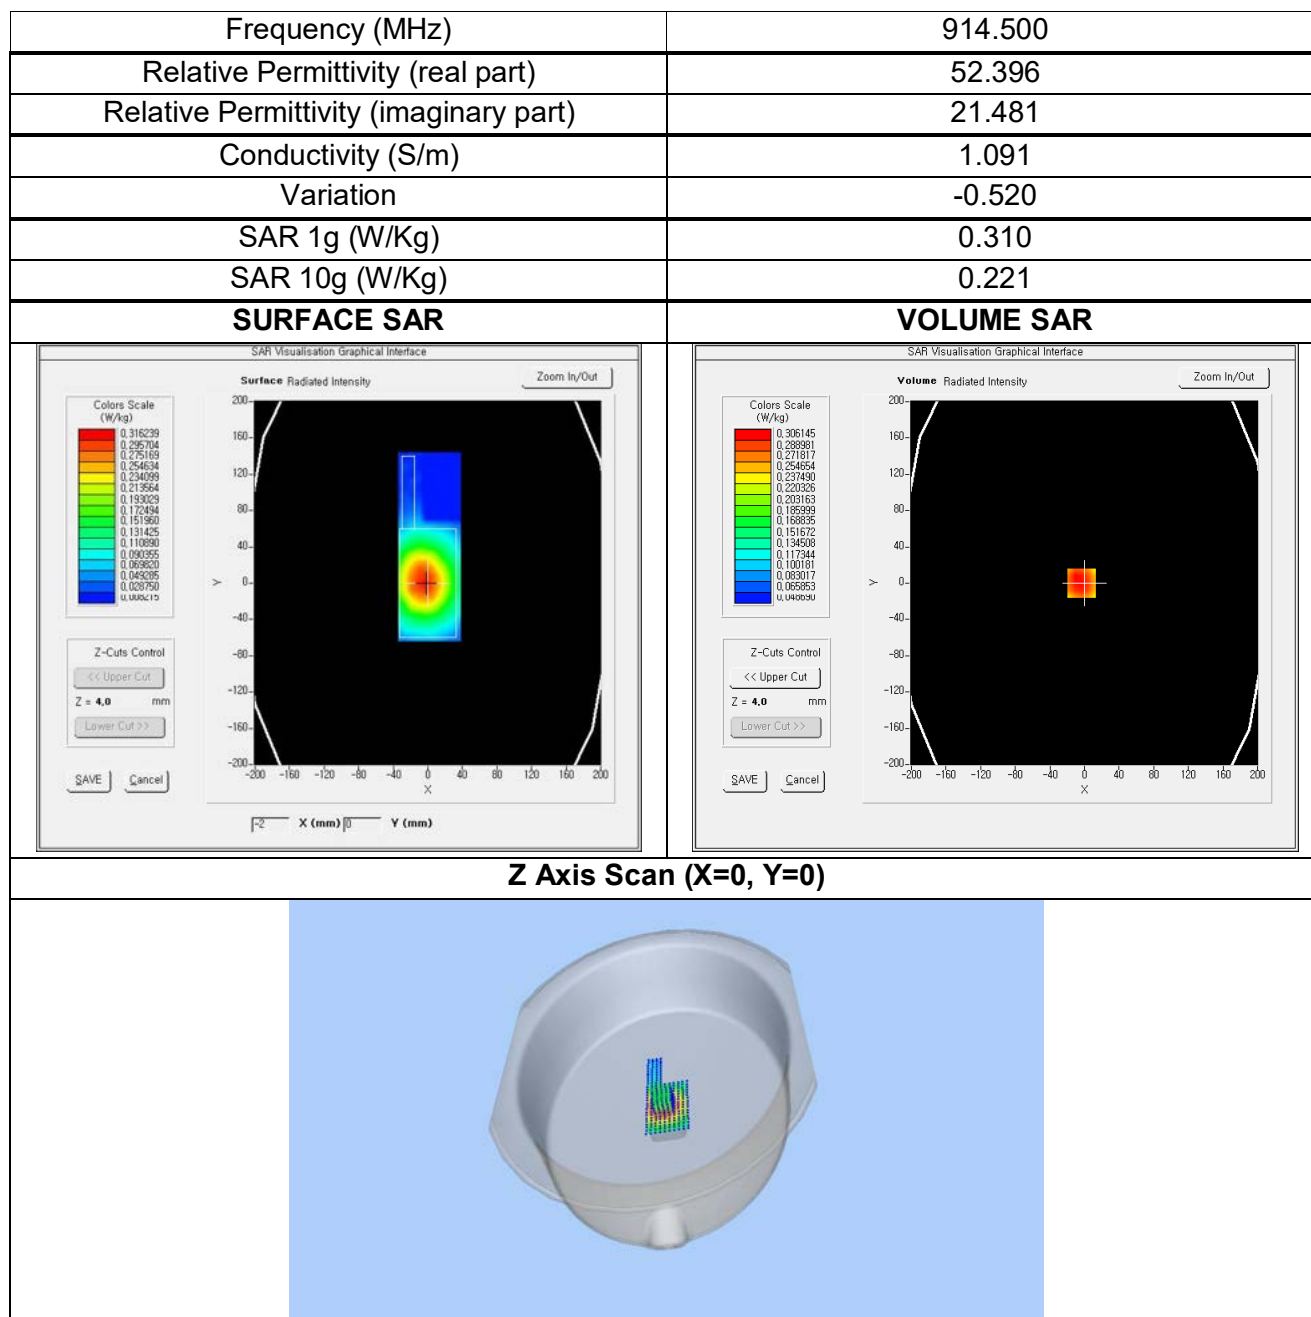 Frequency (MHz) 914.500
Relative Permittivity (real part) 52.396
Relative Permittivity (imaginary part) 21.481
Conductivity (S/m) 1.091
Variation -0.520
SAR 1g (W/Kg) 0.310
SAR 10g (W/Kg) 0.221
SURFACE SAR VOLUME SAR
SAR Visualisation Graphical Interface
Surface Radiated Intensity
Zoom In/Out
Colors Scale
(W/kg)
0.316239
0.295704
0.275169
0.254634
0.234099
0.213564
0.193029
0.172494
0.151960
0.131425
0.110890
0.090355
0.069820
0.049285
0.028750
0.008215
Z-Cuts Control
<< Upper Cut
Z = 4.0 mm
Lower Cut >>
SAVE Cancel
200
160
120
80
40
0
-40
-80
-120
-160
-200
Y
-200 -160 -120 -80 -40 0 40 80 120 160 200
X
-2 X (mm) 0 Y (mm)
SAR Visualisation Graphical Interface
Volume Radiated Intensity
Zoom In/Out
Colors Scale
(W/kg)
0.306145
0.288981
0.271817
0.254654
0.237490
0.220326
0.203163
0.185999
0.168835
0.151672
0.134508
0.117344
0.100181
0.083017
0.065853
0.048690
Z-Cuts Control
<< Upper Cut
Z = 4.0 mm
Lower Cut >>
SAVE Cancel
200
160
120
80
40
0
-40
-80
-120
-160
-200
Y
-200 -160 -120 -80 -40 0 40 80 120 160 200
X
Z Axis Scan (X=0, Y=0)